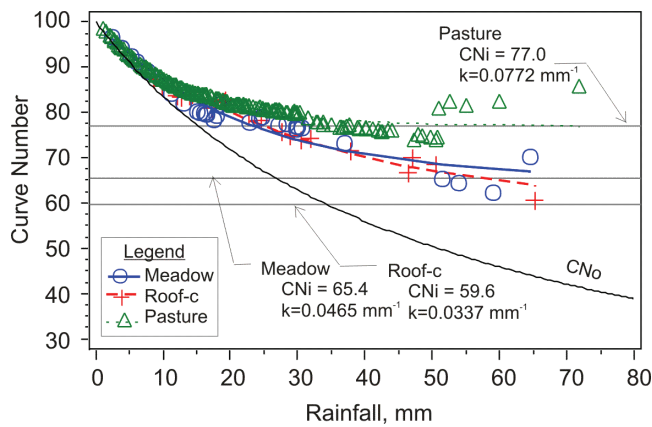 100
90
80
70
60
50
40
30
Curve Number
Pasture
CNi = 77.0
k=0.0772 mm-1
Legend
Meadow
Roof-c
Pasture
Meadow
CNi = 65.4
k=0.0465 mm-1
Roof-c
CNi = 59.6
k=0.0337 mm-1
CNo
0 10 20 30 40 50 60 70 80
Rainfall, mm